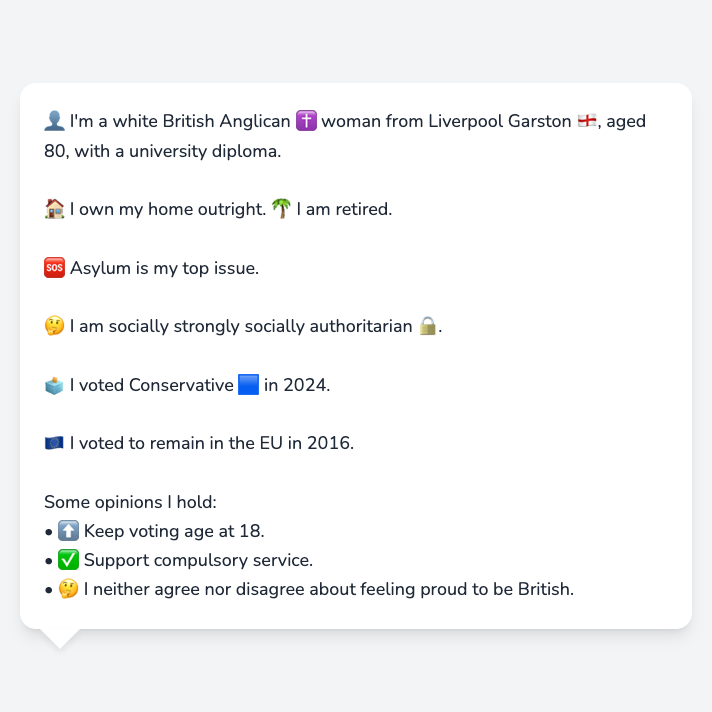 👤 I'm a white British Anglican ✝️ woman from Liverpool Garston 🏴󠁧󠁢󠁥󠁮󠁧󠁿, aged
80, with a university diploma.
🏠 I own my home outright. 🌴 I am retired.
🆘 Asylum is my top issue.
🤔 I am socially strongly socially authoritarian 🔒.
🗳️ I voted Conservative 🟦 in 2024.
🇪🇺 I voted to remain in the EU in 2016.
Some opinions I hold:
• ⬆️ Keep voting age at 18.
• ✅ Support compulsory service.
• 🤔 I neither agree nor disagree about feeling proud to be British.